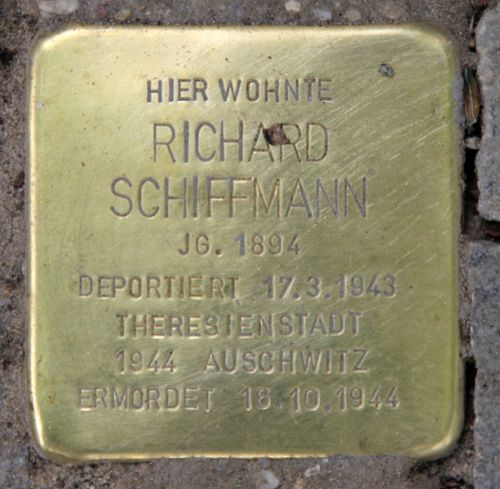 HIER WOHNTE
RICHARD
SCHIFFMANN
JG. 1894
DEPORTIERT 17.3.1943
THERESIENSTADT
1944 AUSCHWITZ
ERMORDET 16.10.1944